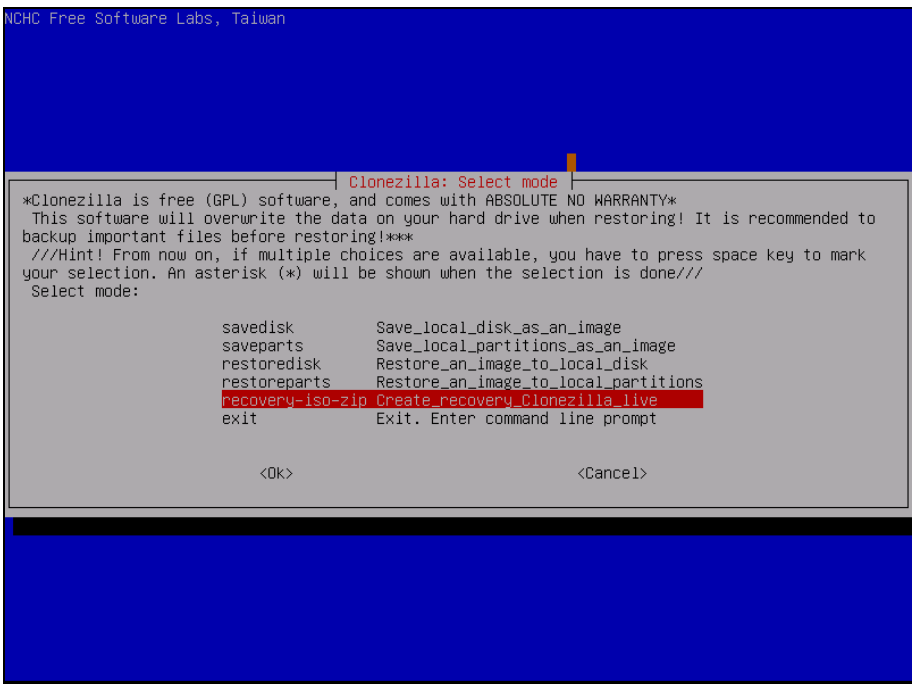 NCHC Free Software Labs, Taiwan
Clonezilla: Select mode
*Clonezilla is free (GPL) software, and comes with ABSOLUTE NO WARRANTY*
This software will overwrite the data on your hard drive when restoring! It is recommended to
backup important files before restoring!***
///Hint! From now on, if multiple choices are available, you have to press space key to mark
your selection. An asterisk (*) will be shown when the selection is done///
Select mode:
savedisk Save_local_disk_as_an_image
saveparts Save_local_partitions_as_an_image
restoredisk Restore_an_image_to_local_disk
restoreparts Restore_an_image_to_local_partitions
recovery-iso-zip Create_recovery_Clonezilla_live
exit Exit. Enter command line prompt
<Ok> <Cancel>